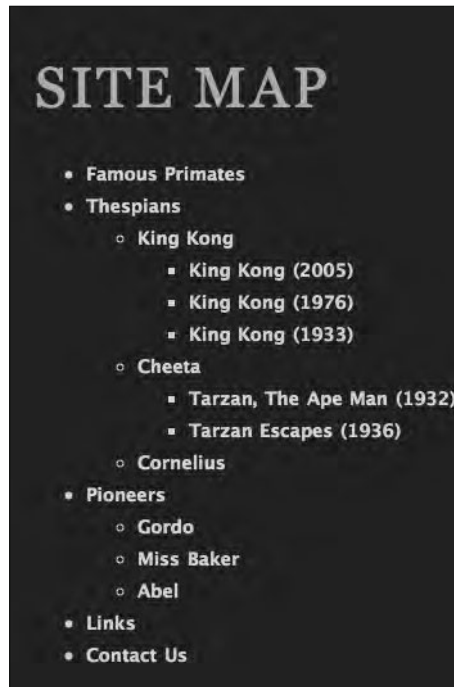 SITE MAP
Famous Primates
Thespians
King Kong
King Kong (2005)
King Kong (1976)
King Kong (1933)
Cheeta
Tarzan, The Ape Man (1932)
Tarzan Escapes (1936)
Cornelius
Pioneers
Gordo
Miss Baker
Abel
Links
Contact Us